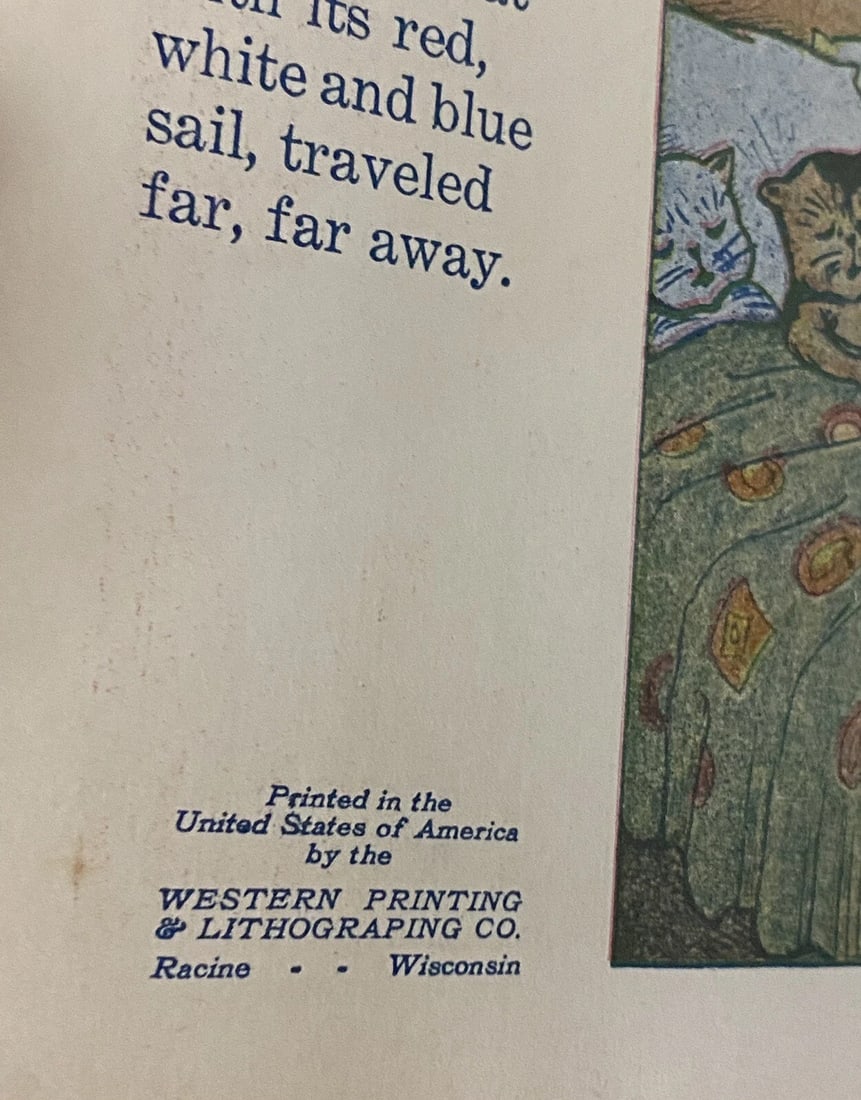 its red,
white and blue
sail, traveled
far, far away.
Printed in the
United States of America
by the
WESTERN PRINTING
& LITHOGRAPING CO.
Racine - - Wisconsin